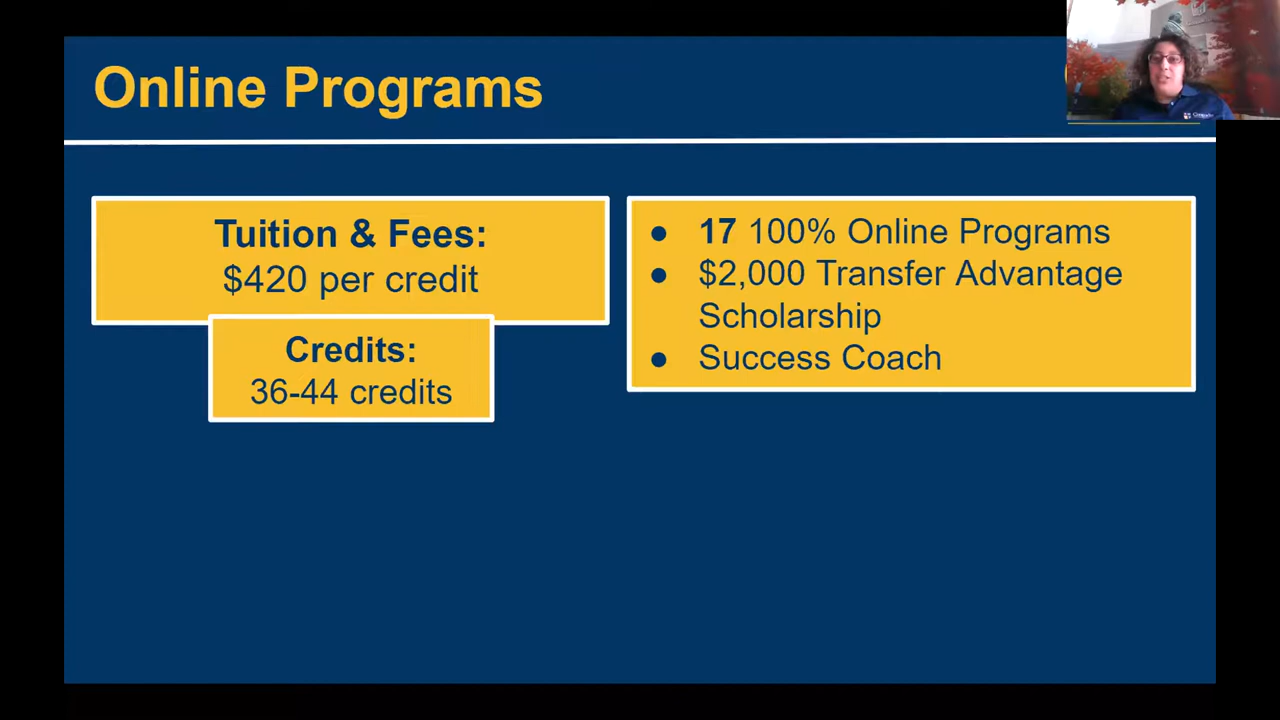 Online Programs
Tuition & Fees:
$420 per credit
Credits:
36-44 credits
● 17 100% Online Programs
● $2,000 Transfer Advantage
Scholarship
● Success Coach